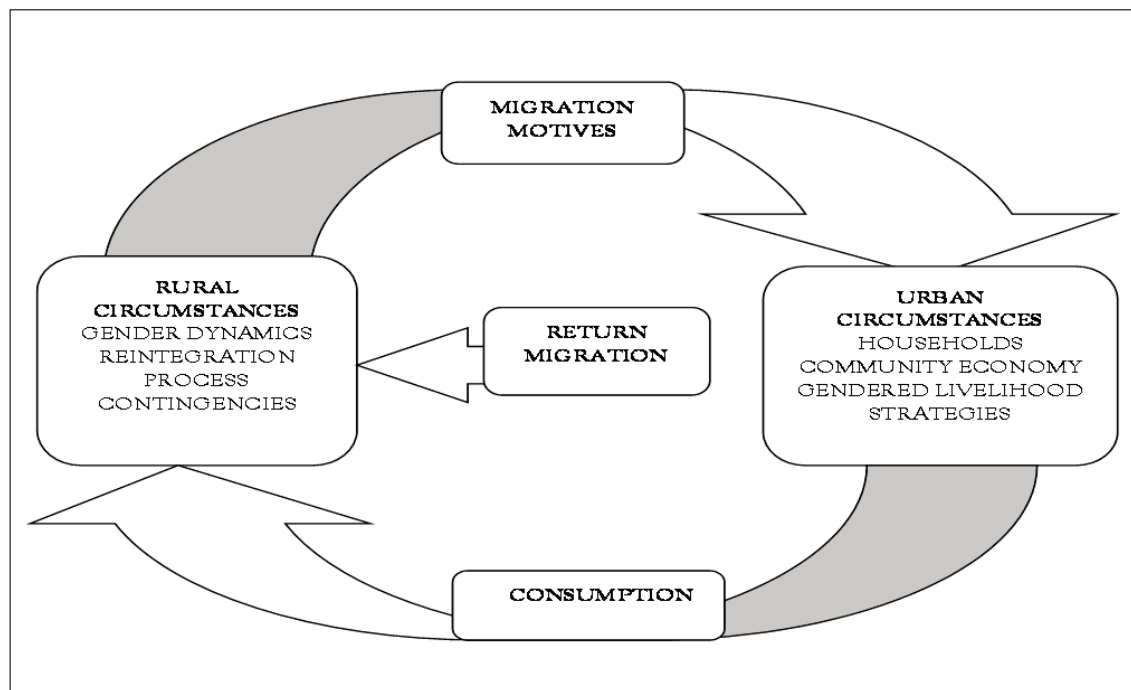 MIGRATION
MOTIVES
RURAL
CIRCUMSTANCES
GENDER DYNAMICS
REINTEGRATION
PROCESS
CONTINGENCIES
RETURN
MIGRATION
URBAN
CIRCUMSTANCES
HOUSEHOLDS
COMMUNITY ECONOMY
GENDERED LIVELIHOOD
STRATEGIES
CONSUMPTION